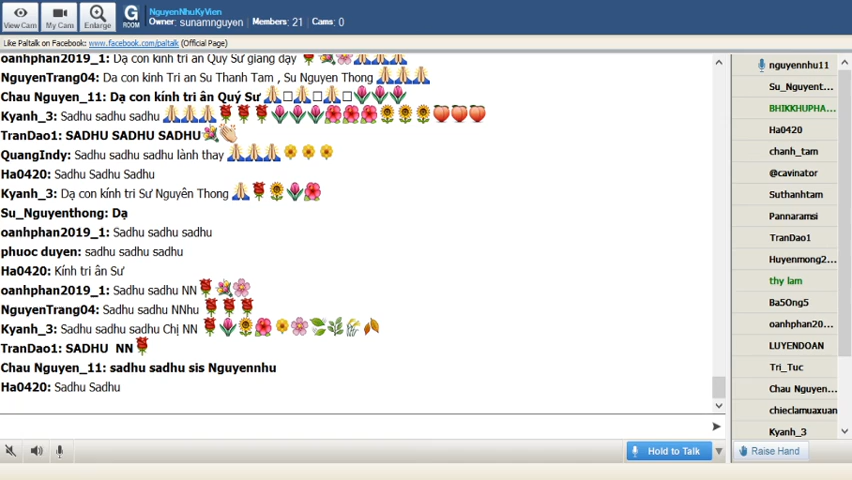 View Cam
My Cam
Enlarge
G
ROOM
NguyenNhuKyVien
Owner: sunamnguyen Members: 21 Cams: 0
Like Paltalk on Facebook: www.facebook.com/paltalk (Official Page)
oanhphan2019_1: Dạ con kính tri ân Quý Sư giảng dạy
NguyenTrang04: Da con kinh Tri an Su Thanh Tam , Su Nguyen Thong
Chau Nguyen_11: Dạ con kính tri ân Quý Sư
Kyanh_3: Sadhu sadhu sadhu
TranDao1: SADHU SADHU SADHU
QuangIndy: Sadhu sadhu sadhu lành thay
Ha0420: Sadhu Sadhu Sadhu
Kyanh_3: Dạ con kính tri Sư Nguyên Thong
Su_Nguyenthong: Dạ
oanhphan2019_1: Sadhu sadhu sadhu
phuoc duyen: sadhu sadhu sadhu
Ha0420: Kính tri ân Sư
oanhphan2019_1: Sadhu sadhu NN
NguyenTrang04: Sadhu sadhu NNhu
Kyanh_3: Sadhu sadhu sadhu Chị NN
TranDao1: SADHU NN
Chau Nguyen_11: sadhu sadhu sis Nguyennhu
Ha0420: Sadhu Sadhu
nguyennhu11
Su_Nguyent...
BHIKKHUPHA...
Ha0420
chanh_tam
@cavinator
Suthanhtam
Pannaramsi
TranDao1
Huyenmong2...
thy lam
Ba5Ong5
oanhphan20...
LUYENDOAN
Tri_Tuc
Chau Nguyen...
chieclamuaxuan
Kyanh_3
Hold to Talk
Raise Hand